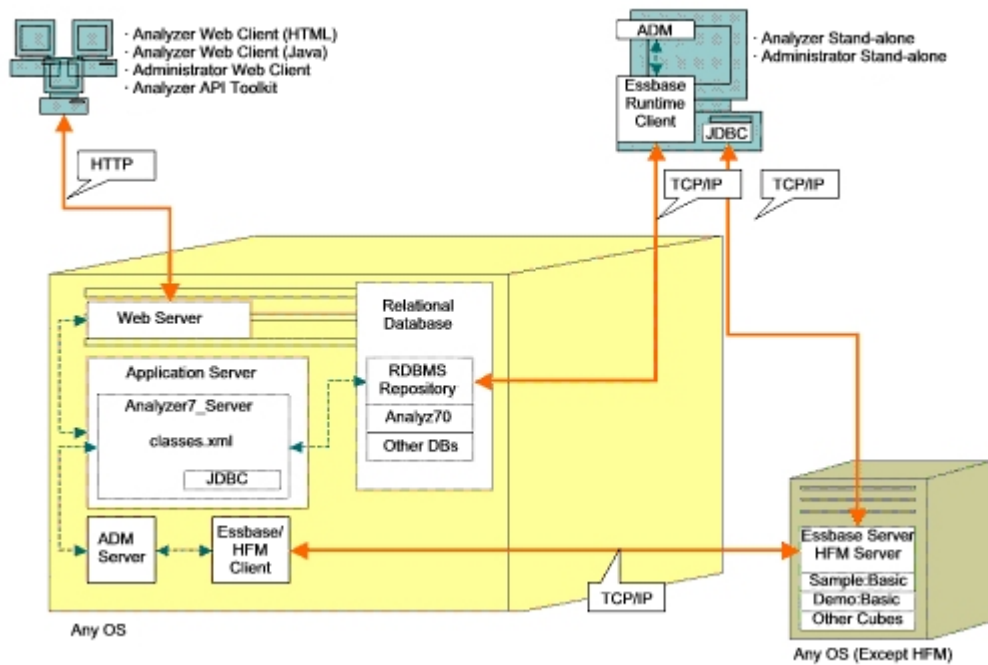 · Analyzer Web Client (HTML)
· Analyzer Web Client (Java)
· Administrator Web Client
· Analyzer API Toolkit
ADM
Essbase
Runtime
Client
JDBC
· Analyzer Stand-alone
· Administrator Stand-alone
HTTP
TCP/IP
TCP/IP
Web Server
Relational
Database
Application Server
Analyzer7_Server
classes.xml
JDBC
RDBMS
Repository
Analyz70
Other DBs
ADM
Server
Essbase/
HFM
Client
TCP/IP
Essbase Server
HFM Server
Sample:Basic
Demo:Basic
Other Cubes
Any OS
Any OS (Except HFM)